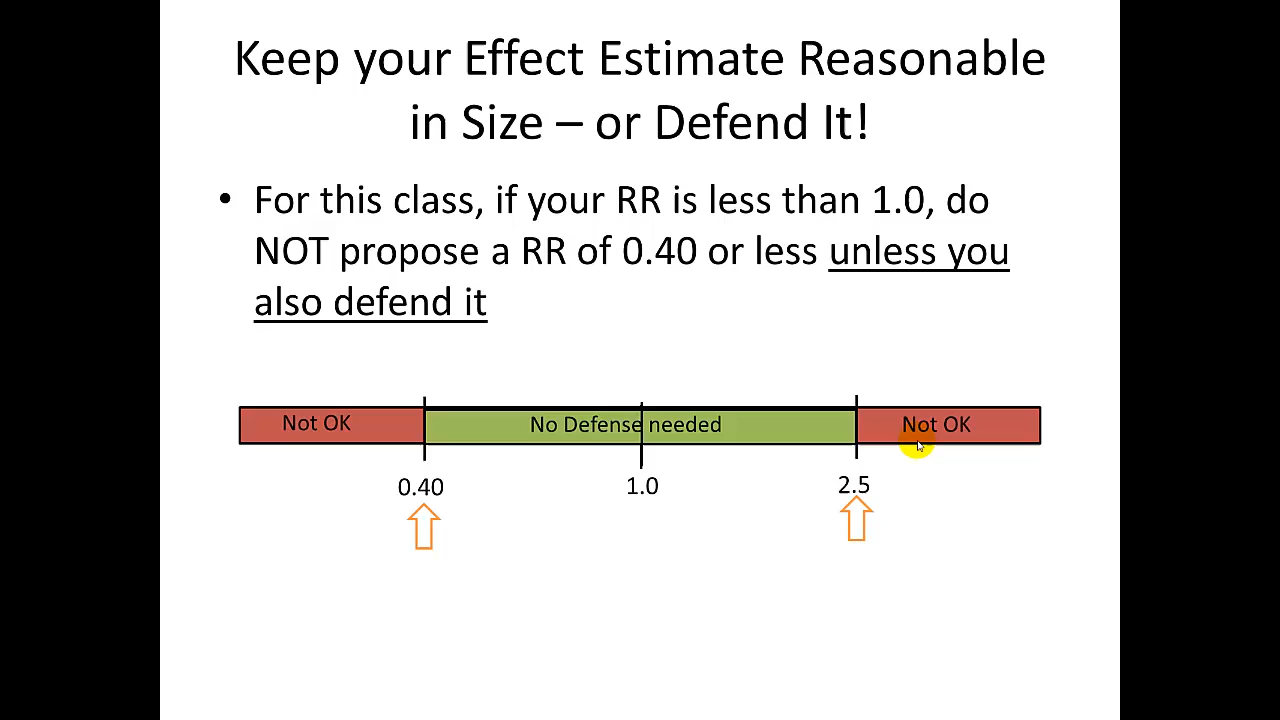 Keep your Effect Estimate Reasonable
in Size – or Defend It!
• For this class, if your RR is less than 1.0, do
NOT propose a RR of 0.40 or less unless you
also defend it
Not OK No Defense needed Not OK
0.40 1.0 2.5